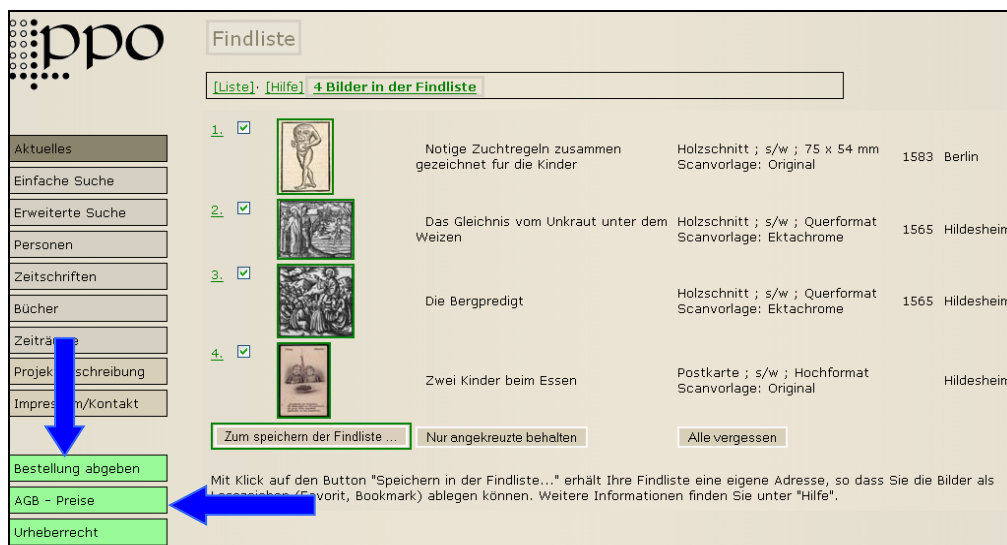 ppo
Findliste
[Liste]· [Hilfe] 4 Bilder in der Findliste
Aktuelles
Einfache Suche
Erweiterte Suche
Personen
Zeitschriften
Bücher
Impressum/Kontakt
Bestellung abgeben
AGB - Preise
Urheberrecht
1.
Notige Zuchtregeln zusammen
gezeichnet fur die Kinder
Holzschnitt ; s/w ; 75 x 54 mm
Scanvorlage: Original
1583 Berlin
2.
Das Gleichnis vom Unkraut unter dem
Weizen
Holzschnitt ; s/w ; Querformat
Scanvorlage: Ektachrome
1565 Hildesheim
3.
Die Bergpredigt
Holzschnitt ; s/w ; Querformat
Scanvorlage: Ektachrome
1565 Hildesheim
4.
Zwei Kinder beim Essen
Postkarte ; s/w ; Hochformat
Scanvorlage: Original
Hildesheim
Zum speichern der Findliste ...
Nur angekreuzte behalten
Alle vergessen
Mit Klick auf den Button "Speichern in der Findliste..." erhält Ihre Findliste eine eigene Adresse, so dass Sie die Bilder als
(Favorit, Bookmark) ablegen können. Weitere Informationen finden Sie unter "Hilfe".